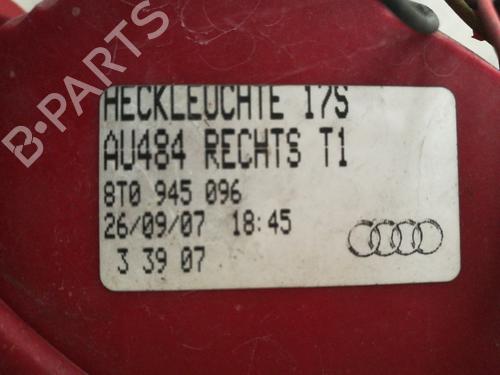 B-PARTS
HECKLEUCHTE 17S
AU484 RECHTS T1
8T0 945 096
26/09/07 18:45
3 39 07